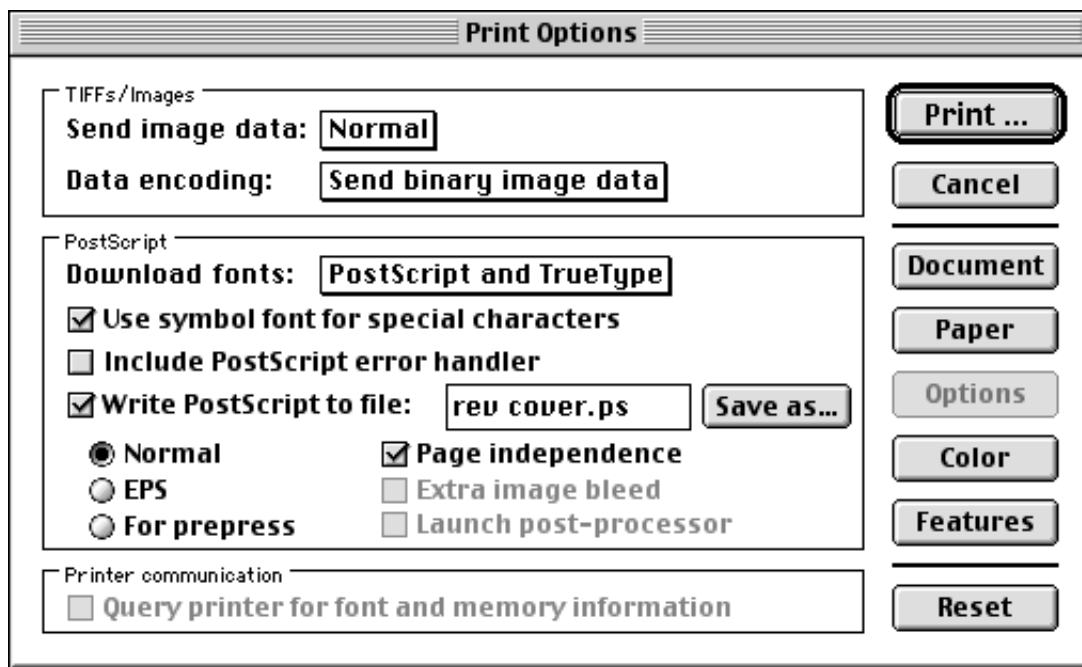 Print Options
TIFFs/Images
Send image data: Normal
Data encoding: Send binary image data
PostScript
Download fonts: PostScript and TrueType
Use symbol font for special characters
Include PostScript error handler
Write PostScript to file: rev cover.ps Save as...
Normal Page independence
EPS Extra image bleed
For prepress Launch post-processor
Printer communication
Query printer for font and memory information
Print ...
Cancel
Document
Paper
Options
Color
Features
Reset